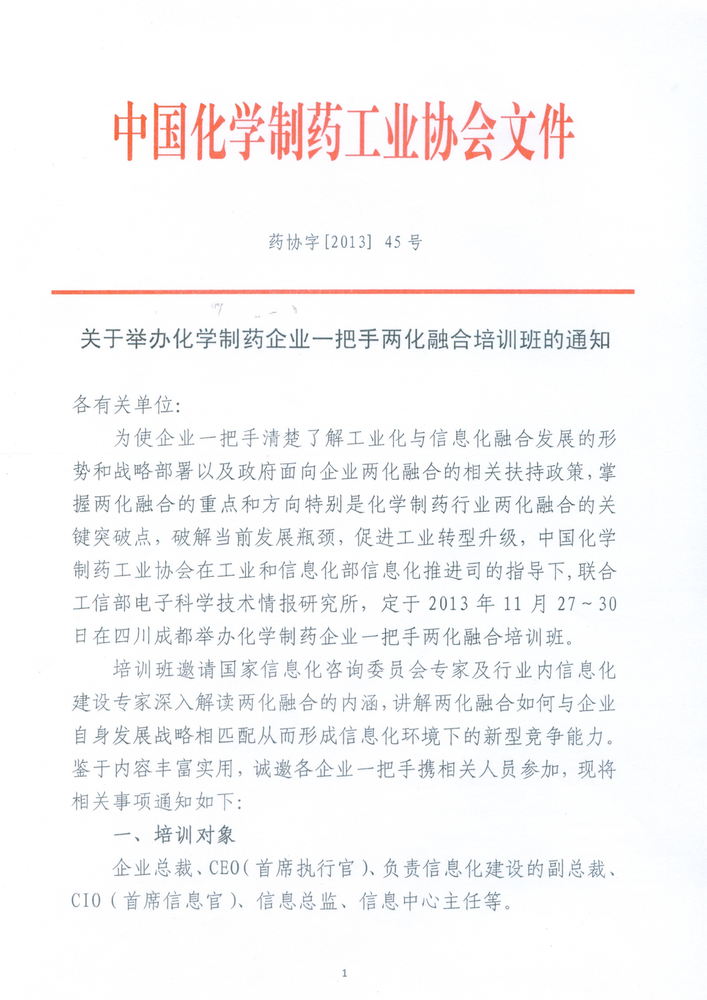 中国化学制药工业协会文件
药协字[2013] 45 号
关于举办化学制药企业一把手两化融合培训班的通知
各有关单位:
为使企业一把手清楚了解工业化与信息化融合发展的形
势和战略部署以及政府面向企业两化融合的相关扶持政策,掌
握两化融合的重点和方向特别是化学制药行业两化融合的关
键突破点，破解当前发展瓶颈，促进工业转型升级，中国化学
制药工业协会在工业和信息化部信息化推进司的指导下,联合
工信部电子科学技术情报研究所，定于 2013 年 11 月 27～30
日在四川成都举办化学制药企业一把手两化融合培训班。
培训班邀请国家信息化咨询委员会专家及行业内信息化
建设专家深入解读两化融合的内涵,讲解两化融合如何与企业
自身发展战略相匹配从而形成信息化环境下的新型竞争能力。
鉴于内容丰富实用，诚邀各企业一把手携相关人员参加，现将
相关事项通知如下:
一、培训对象
企业总裁、CEO(首席执行官)、负责信息化建设的副总裁、
CIO(首席信息官)、信息总监、信息中心主任等。
1